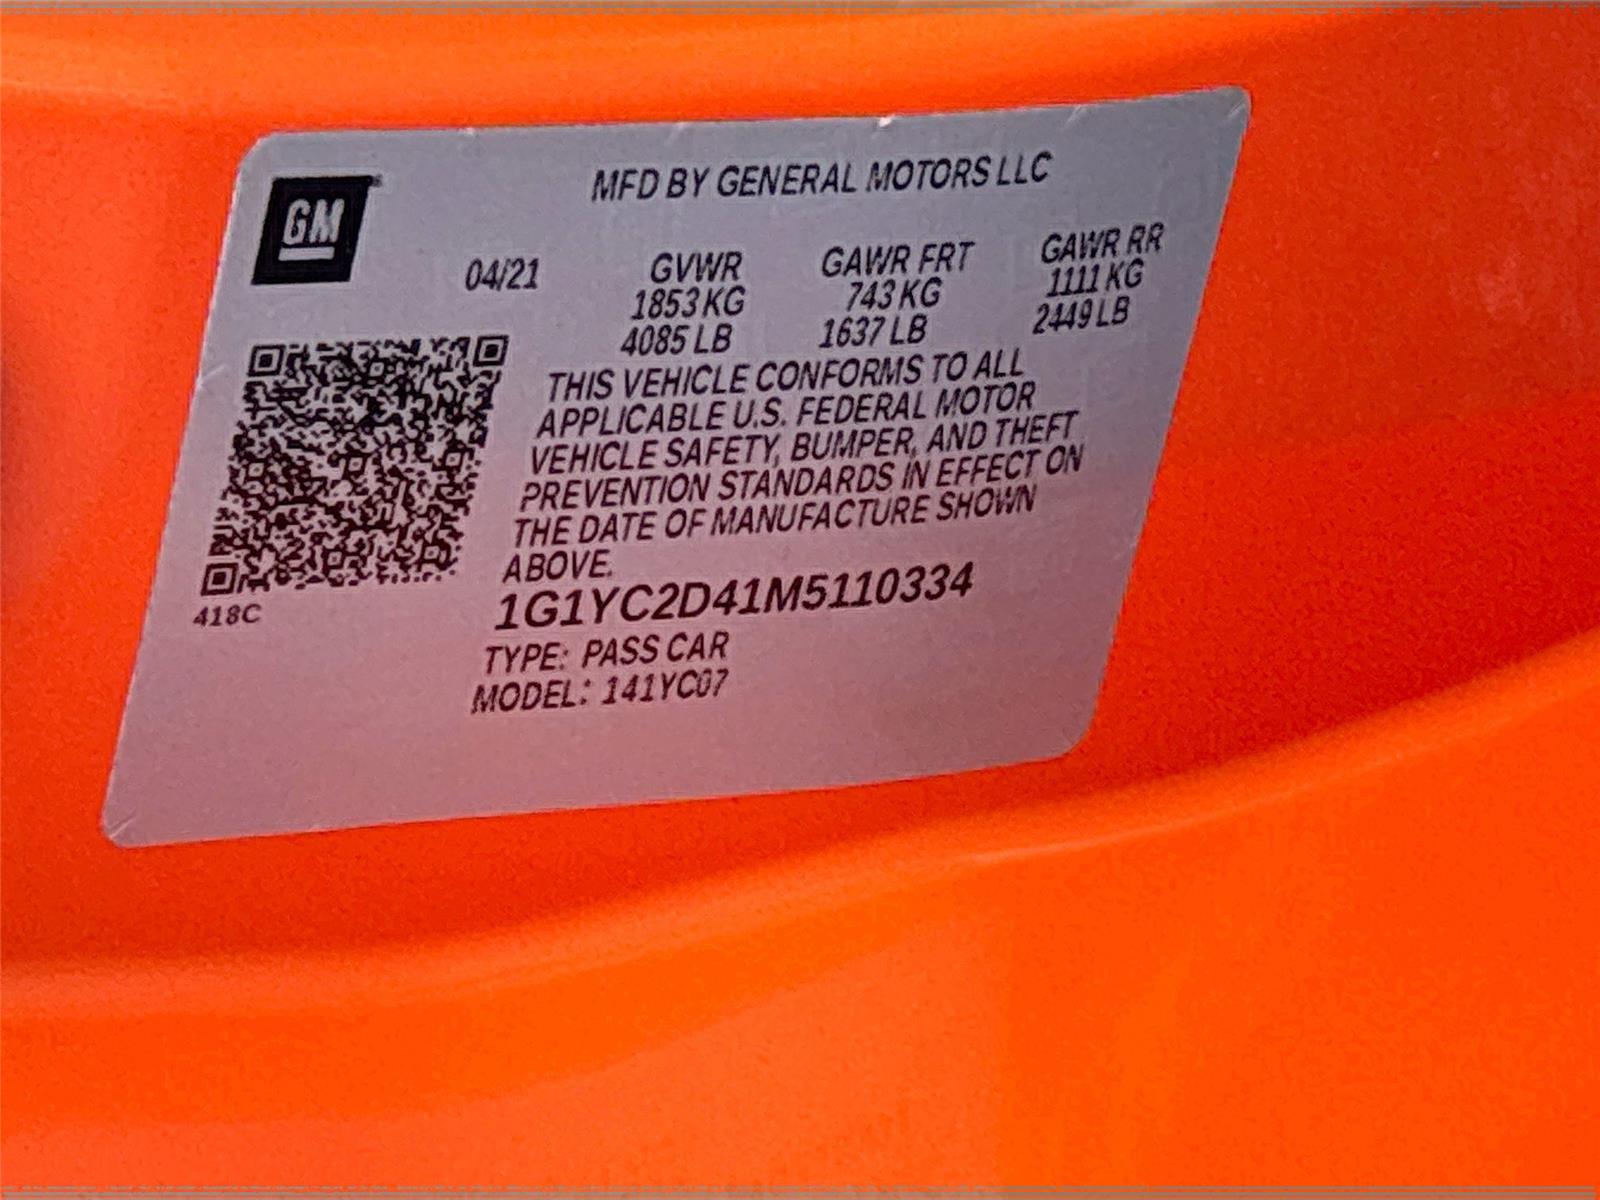 GM
MFD BY GENERAL MOTORS LLC
04/21
GVWR GAWR FRT GAWR RR
1853 KG 743 KG 1111 KG
4085 LB 1637 LB 2449 LB
THIS VEHICLE CONFORMS TO ALL
APPLICABLE U.S. FEDERAL MOTOR
VEHICLE SAFETY, BUMPER, AND THEFT
PREVENTION STANDARDS IN EFFECT ON
THE DATE OF MANUFACTURE SHOWN
ABOVE.
418C
1G1YC2D41M5110334
TYPE: PASS CAR
MODEL: 141YC07